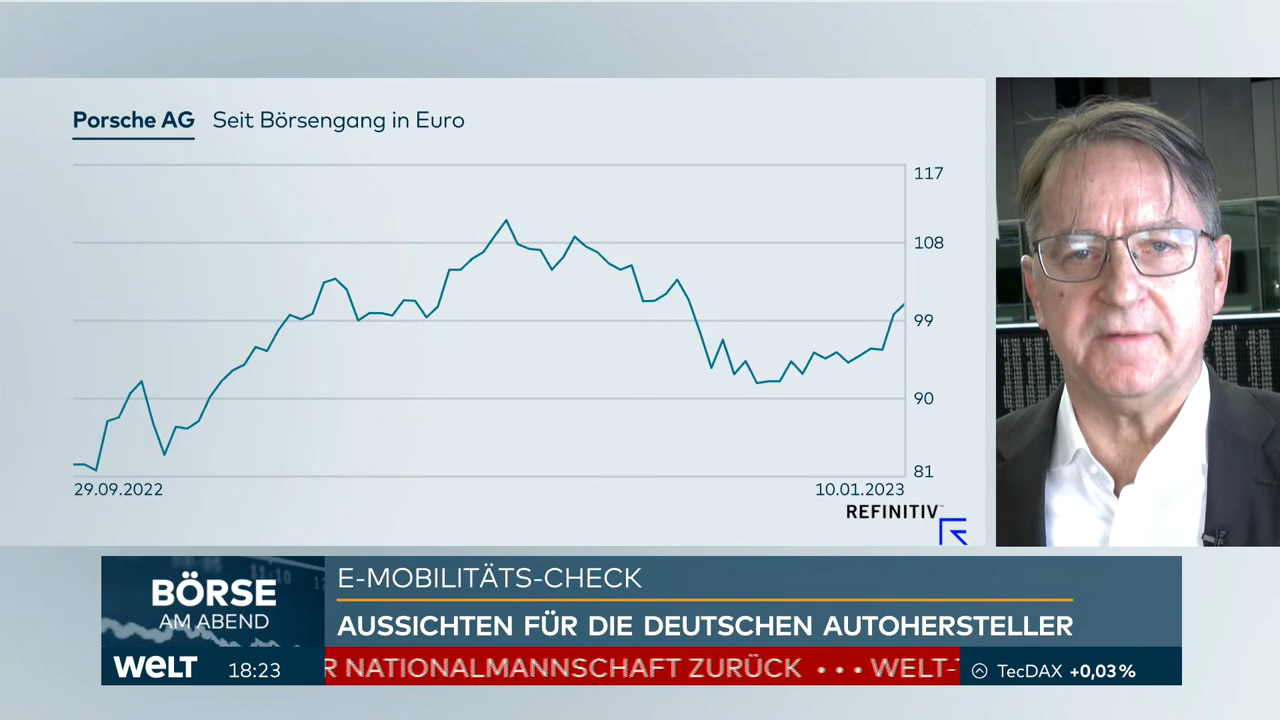 Porsche AG Seit Börsengang in Euro
117
108
99
90
81
29.09.2022 10.01.2023
REFINITIV
BÖRSE
AM ABEND
E-MOBILITÄTS-CHECK
AUSSICHTEN FÜR DIE DEUTSCHEN AUTOHERSTELLER
WELT 18:23 R NATIONALMANNSCHAFT ZURÜCK • • • WELT-T TecDAX +0,03%